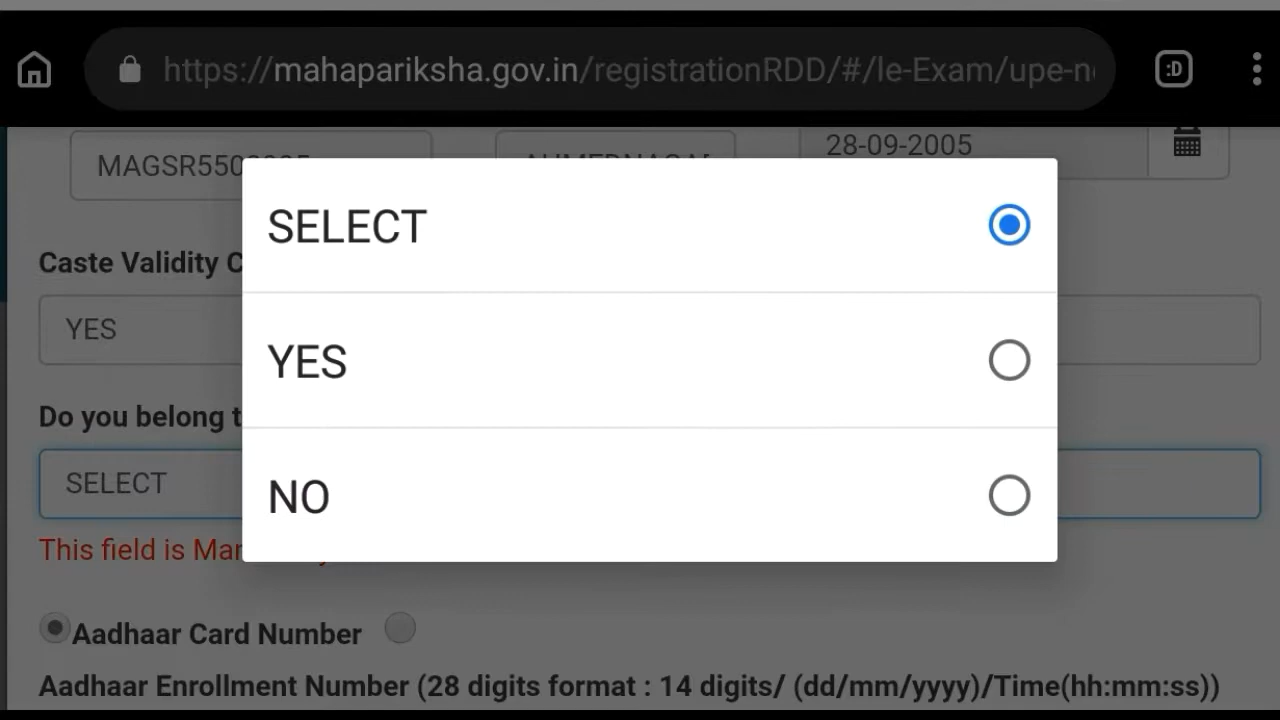 https://mahapariksha.gov.in/registrationRDD/#/le-Exam/upe-n
:D
28-09-2005
SELECT
Caste Validity
YES
YES
Do you belong
SELECT
NO
This field is
Aadhaar Card Number
Aadhaar Enrollment Number (28 digits format : 14 digits/ (dd/mm/yyyy)/Time(hh:mm:ss))